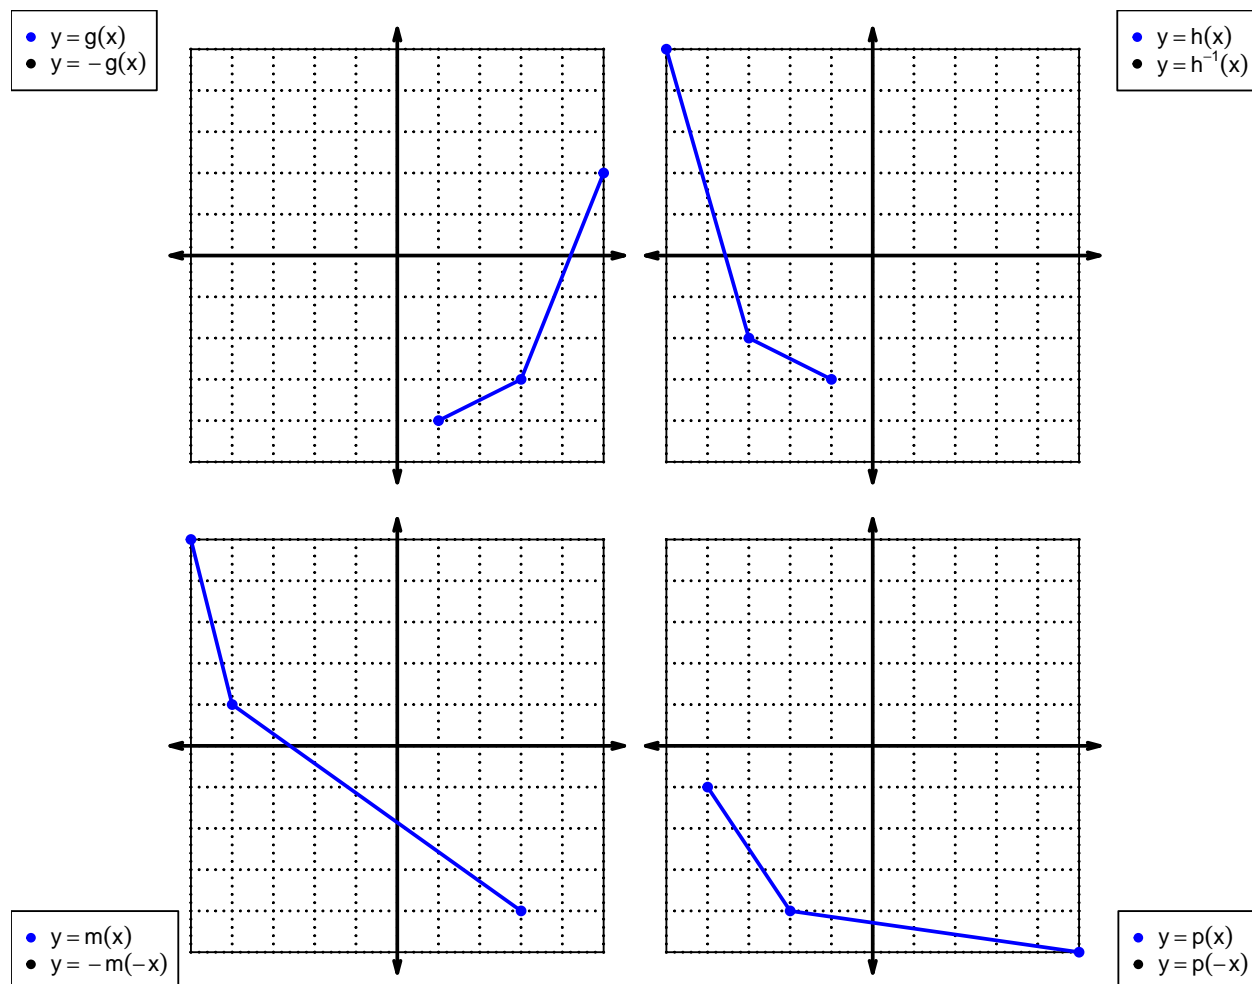 y = g(x)
y = −g(x)
y = h(x)
y = h⁻¹(x)
y = m(x)
y = −m(−x)
y = p(x)
y = p(−x)